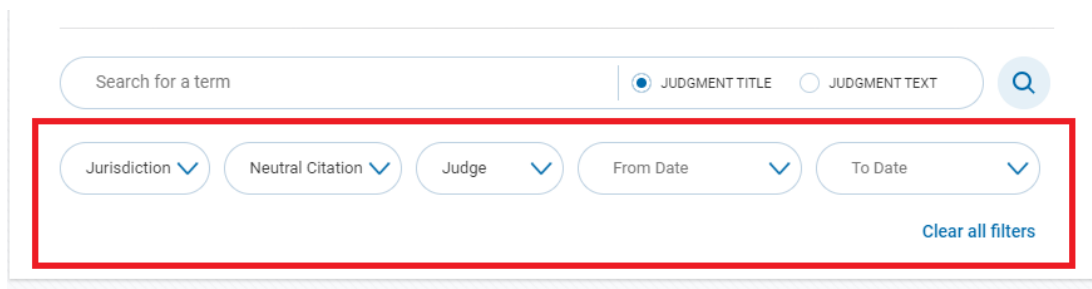 Search for a term JUDGMENT TITLE JUDGMENT TEXT
Jurisdiction Neutral Citation Judge From Date To Date
Clear all filters